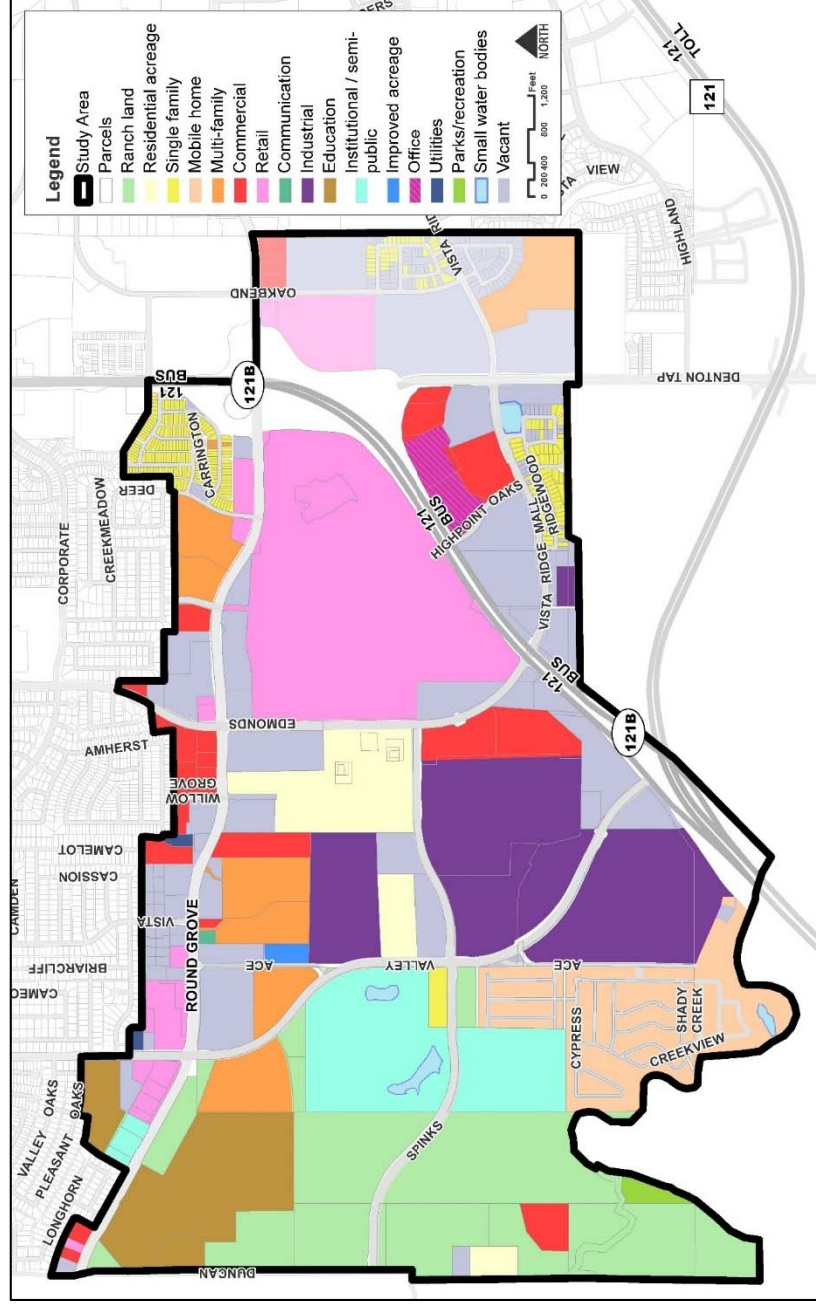 Legend
Study Area
Parcels
Ranch land
Residential acreage
Single family
Mobile home
Multi-family
Commercial
Retail
Communication
Industrial
Education
Institutional / semi-
public
Improved acreage
Office
Utilities
Parks/recreation
Small water bodies
Vacant
0 200 400 800 1,200
Feet
NORTH
VALLEY OAKS
PLEASANT OAKS
LONGHORN
DUNCAN
BRIARCLIFF
CAMDEN
VISTA
CASSION
CAMELOT
WILLOW
GROVE
AMHERST
CORPORATE
CREEKMEADOW
DEER
CARRINGTON
121
BUS
121B
OAKBEND
ROUND GROVE
ACE
VALLEY
EDMONDS
SPINKS
ACE
CYPRESS
SHADY
CREEK
CREEKVIEW
121
BUS
121B
121
BUS
HIGHPOINT OAKS
VISTA RIDGE MALL
RIDGEWOOD
DENTON TAP
VISTA RID
VIEW
HIGHLAND
121
121
TOLL